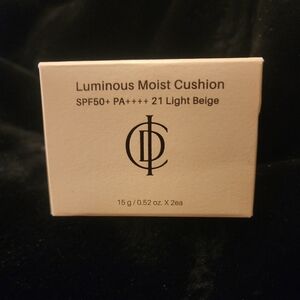 Luminous Moist Cushion
SPF50+ PA++++ 21 Light Beige
15 g / 0.52 oz. X 2ea